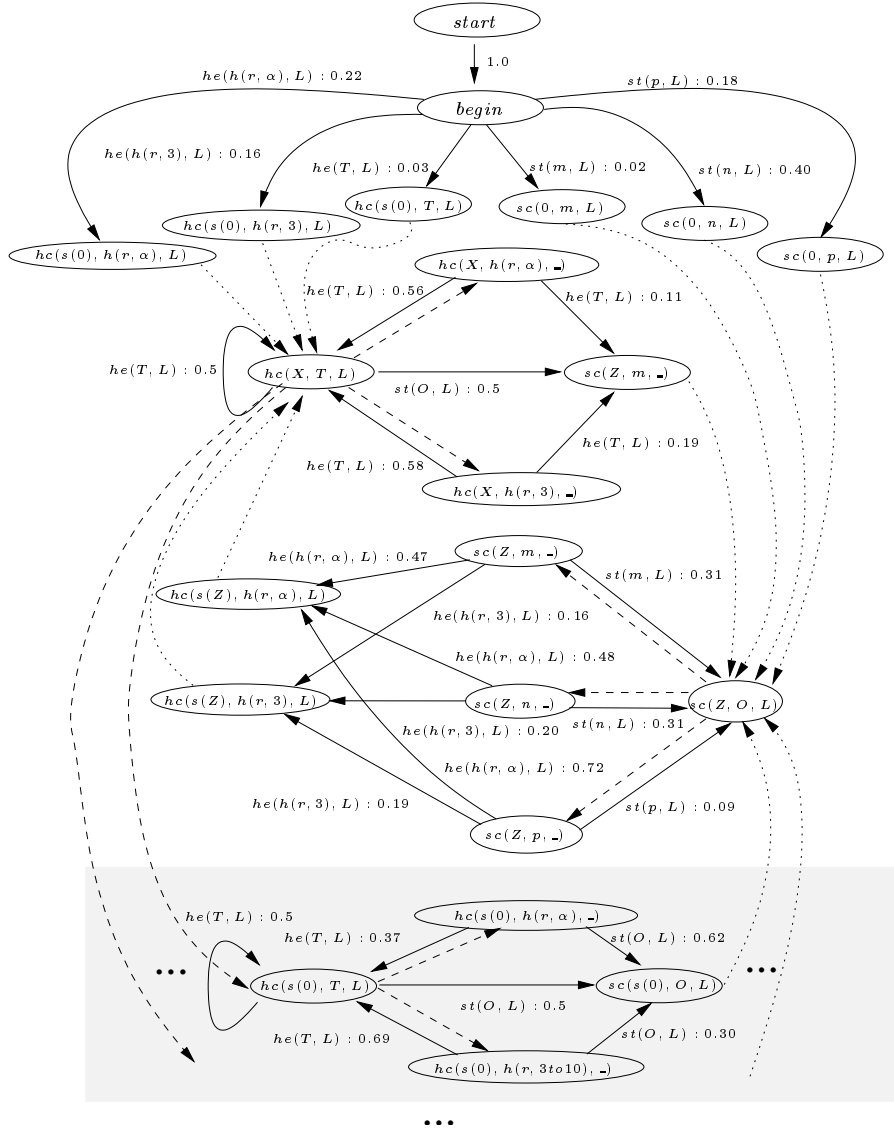 start
1.0
begin
he(h(r, α), L) : 0.22
st(p, L) : 0.18
he(h(r, 3), L) : 0.16
he(T, L) : 0.03
st(m, L) : 0.02
st(n, L) : 0.40
hc(s(0), T, L)
sc(0, m, L)
hc(s(0), h(r, 3), L)
sc(0, n, L)
hc(s(0), h(r, α), L)
sc(0, p, L)
hc(X, h(r, α), _)
he(T, L) : 0.56
he(T, L) : 0.11
he(T, L) : 0.5
hc(X, T, L)
sc(Z, m, _)
st(O, L) : 0.5
he(T, L) : 0.19
he(T, L) : 0.58
hc(X, h(r, 3), _)
sc(Z, m, _)
he(h(r, α), L) : 0.47
st(m, L) : 0.31
hc(s(Z), h(r, α), L)
he(h(r, 3), L) : 0.16
he(h(r, α), L) : 0.48
hc(s(Z), h(r, 3), L)
sc(Z, n, _)
sc(Z, O, L)
st(n, L) : 0.31
he(h(r, 3), L) : 0.20
he(h(r, α), L) : 0.72
he(h(r, 3), L) : 0.19
st(p, L) : 0.09
sc(Z, p, _)
he(T, L) : 0.5
hc(s(0), h(r, α), _)
he(T, L) : 0.37
st(O, L) : 0.62
...
...
hc(s(0), T, L)
sc(s(0), O, L)
st(O, L) : 0.5
he(T, L) : 0.69
st(O, L) : 0.30
hc(s(0), h(r, 3to10), _)
...